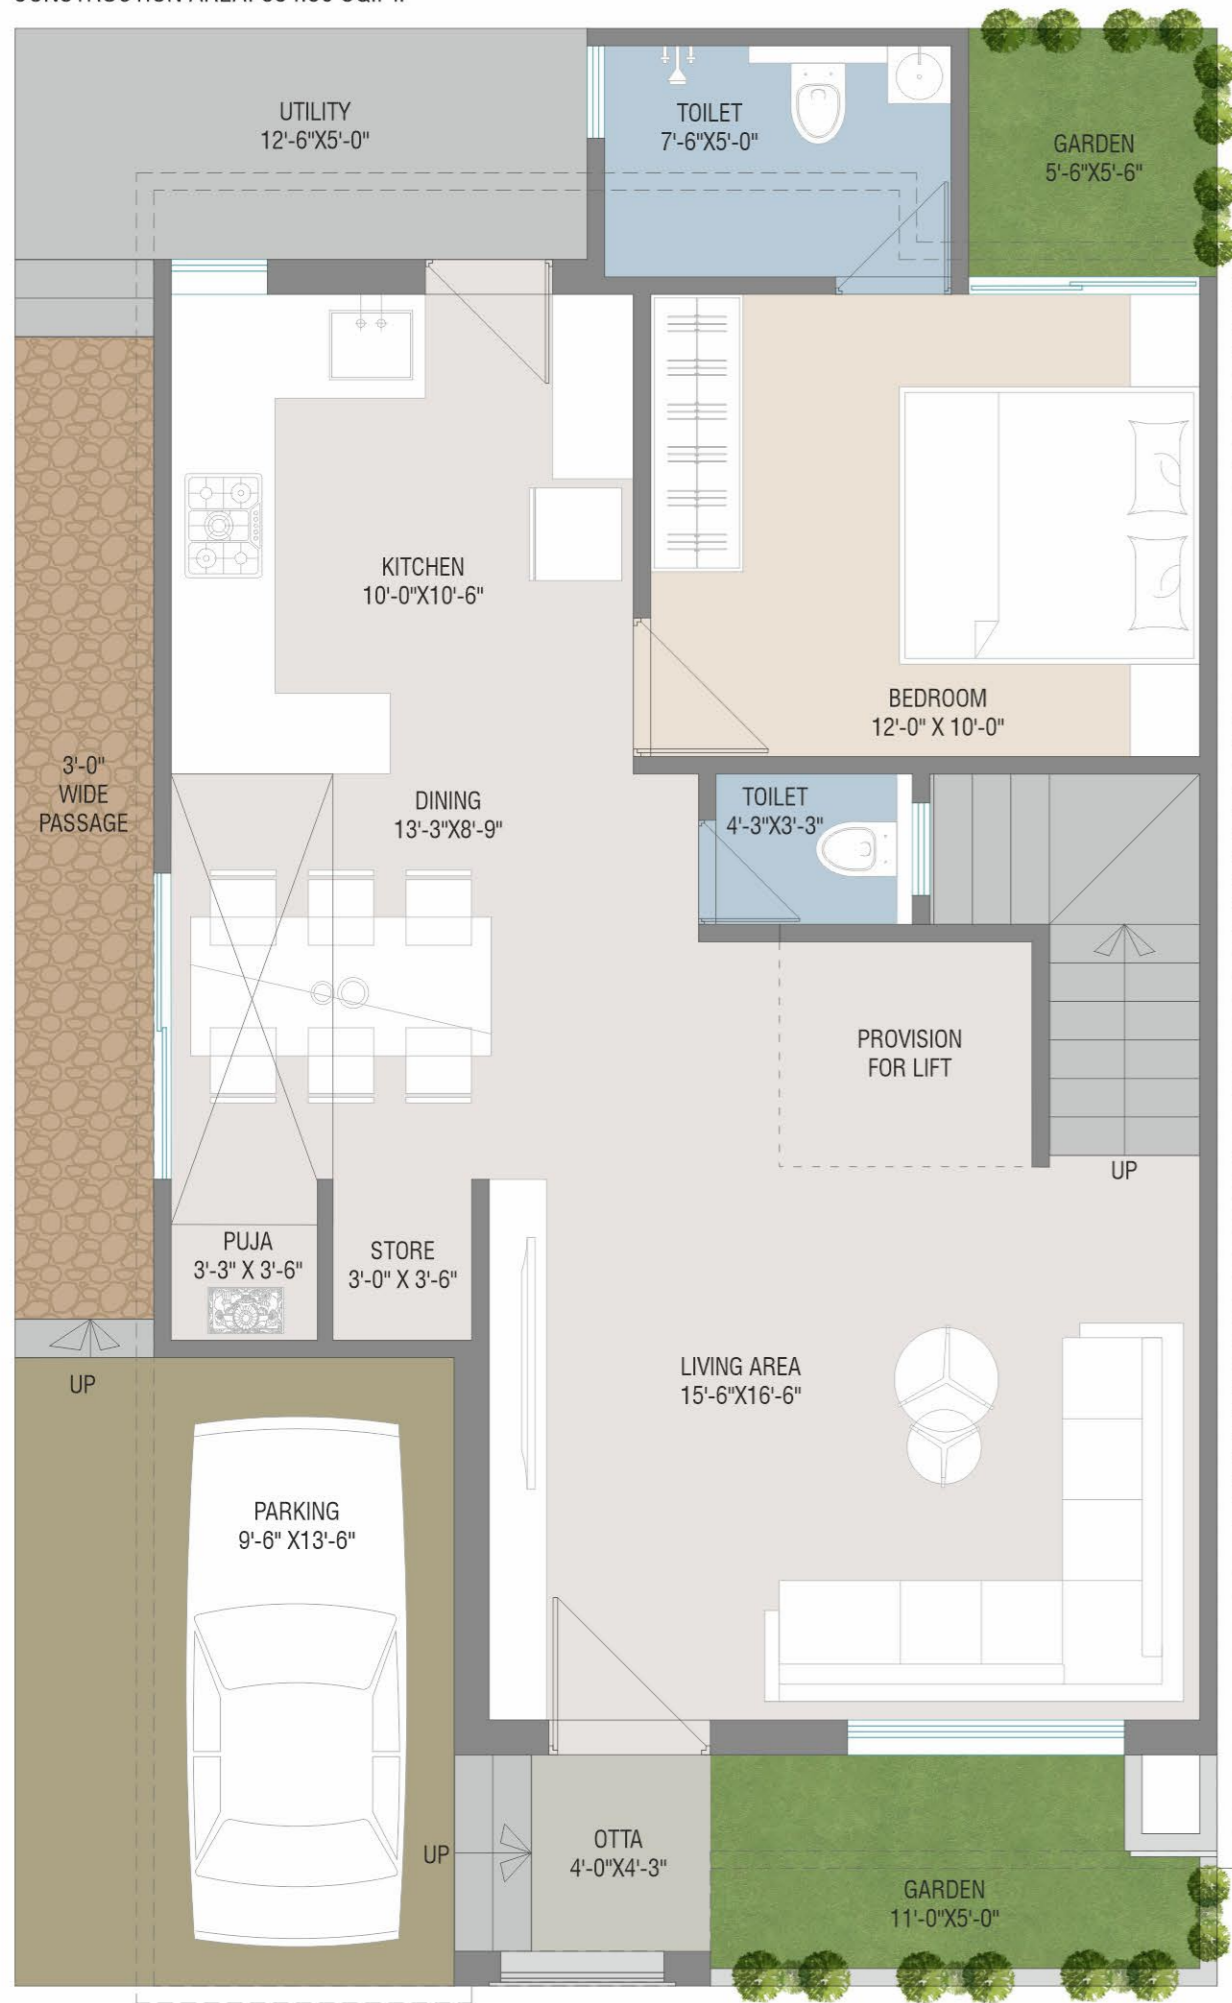 UTILITY
12'-6"X5'-0"
TOILET
7'-6"X5'-0"
GARDEN
5'-6"X5'-6"
KITCHEN
10'-0"X10'-6"
BEDROOM
12'-0" X 10'-0"
3'-0"
WIDE
PASSAGE
DINING
13'-3"X8'-9"
TOILET
4'-3"X3'-3"
PROVISION
FOR LIFT
UP
PUJA
3'-3" X 3'-6"
STORE
3'-0" X 3'-6"
LIVING AREA
15'-6"X16'-6"
UP
PARKING
9'-6" X13'-6"
UP
OTTA
4'-0"X4'-3"
GARDEN
11'-0"X5'-0"